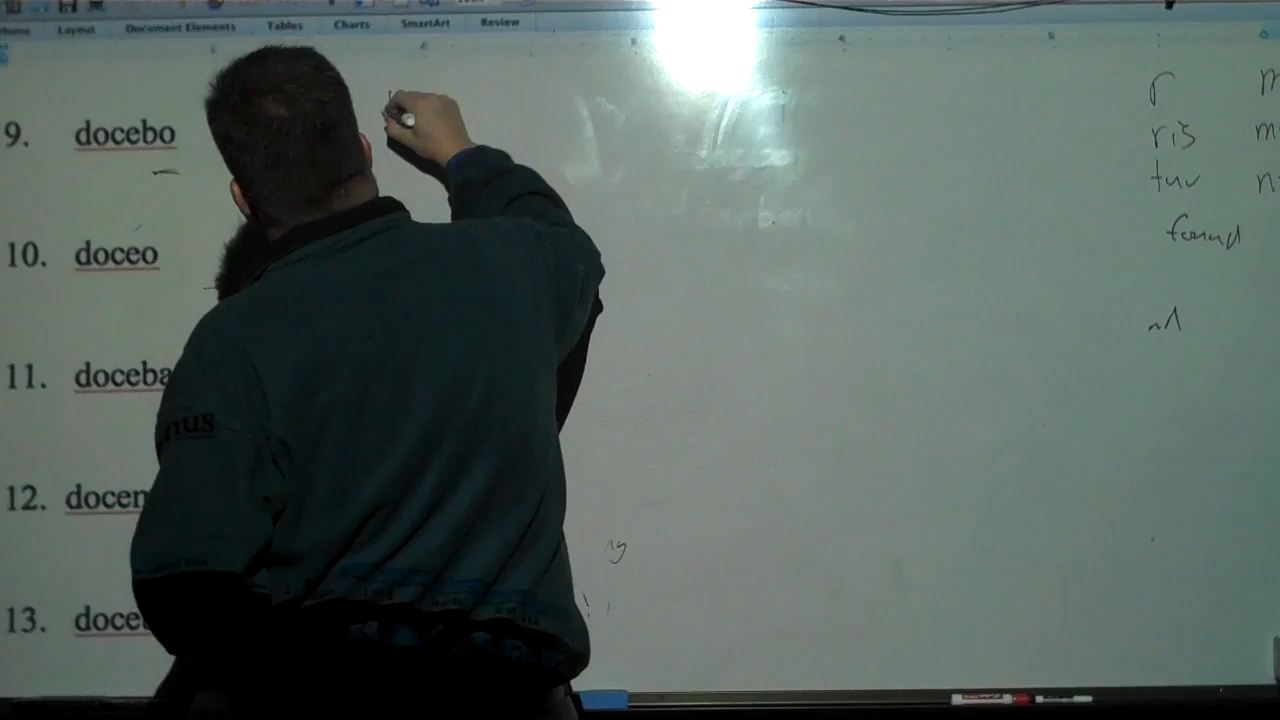 Home Layout Document Elements Tables Charts SmartArt Review
9. docebo
10. doceo
11. doceba
12. docen
13. doce
nus
r m
ris m
tur n